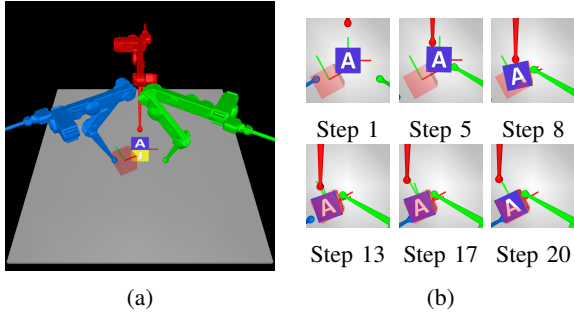 A
A A A
Step 1 Step 5 Step 8
A A A
Step 13 Step 17 Step 20
(a) (b)